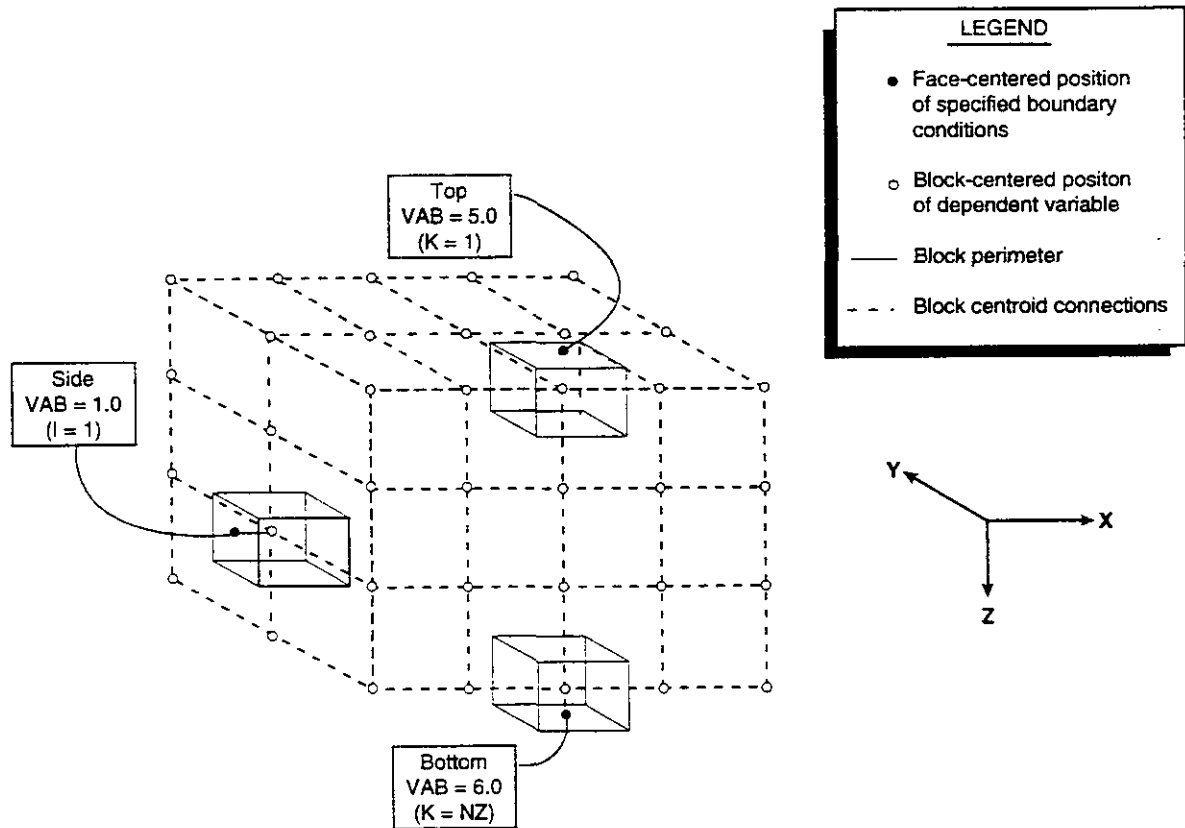 LEGEND
Face-centered position
of specified boundary
conditions
Block-centered positon
of dependent variable
Block perimeter
Block centroid connections
Top
VAB = 5.0
(K = 1)
Side
VAB = 1.0
(I = 1)
Y
X
Z
Bottom
VAB = 6.0
(K = NZ)